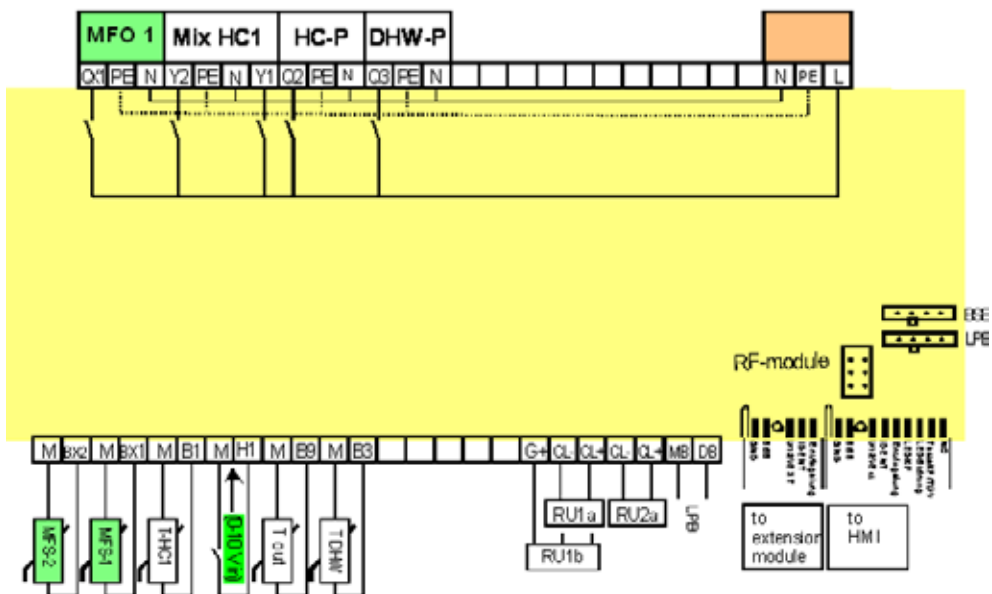 MFO 1 Mix HC1 HC-P DHW-P
QX1 PE N Y2 PE N Y1 Q2 PE N Q3 PE N N PE L
BSB
LPB
RF-module
M BX2 M BX1 M B1 M H1 M B9 M B3 G+ CL- CL+ CL- CL+ MB DB
MFS-2
MFS-1
T-HC1
(0-10 Vin)
T out
T DHW
RU1a RU2a
RU1b
LPB
to
extension
module
to
HMI